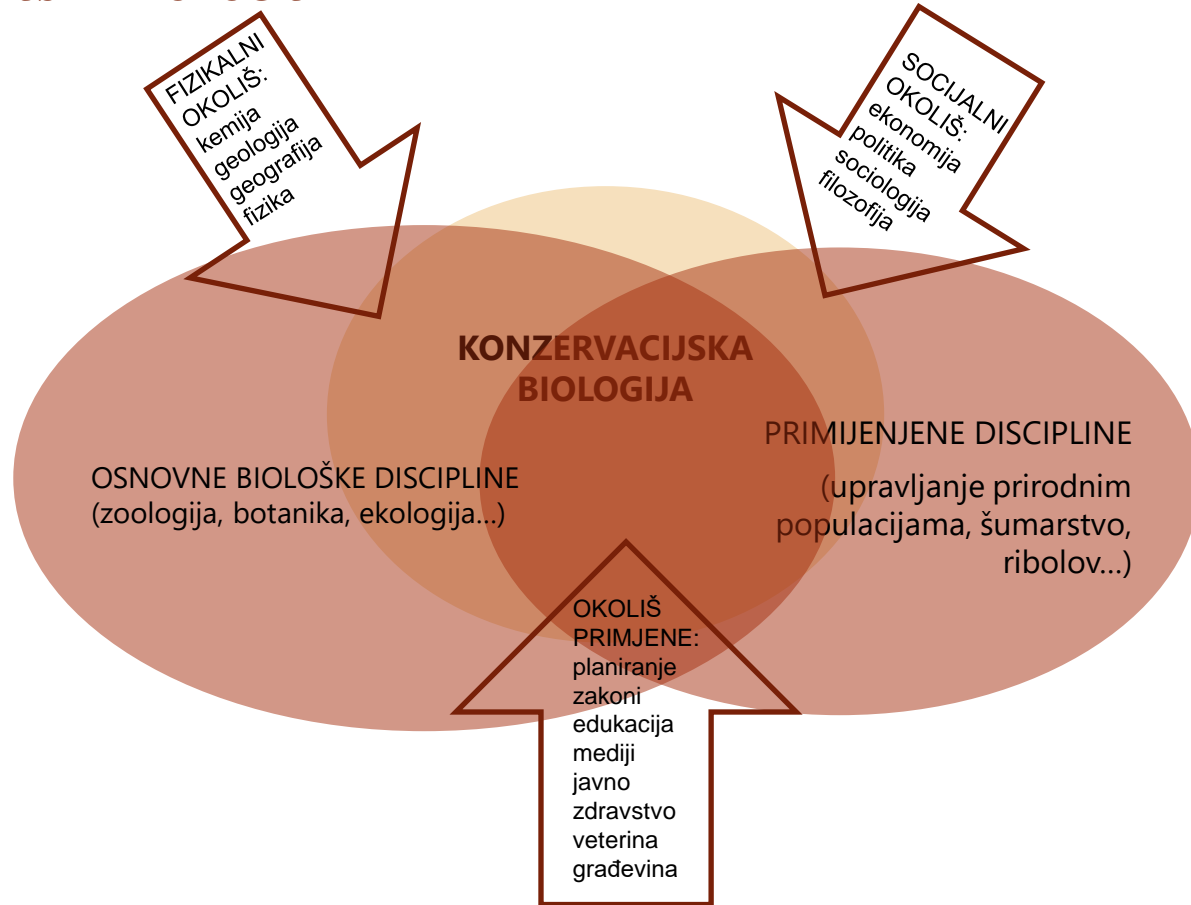 FIZIKALNI
OKOLIŠ:
kemija
geologija
geografija
fizika
SOCIJALNI
OKOLIŠ:
ekonomija
politika
sociologija
filozofija
KONZERVACIJSKA
BIOLOGIJA
OSNOVNE BIOLOŠKE DISCIPLINE
(zoologija, botanika, ekologija...)
PRIMIJENJENE DISCIPLINE
(upravljanje prirodnim
populacijama, šumarstvo,
ribolov...)
OKOLIŠ
PRIMJENE:
planiranje
zakoni
edukacija
mediji
javno
zdravstvo
veterina
građevina